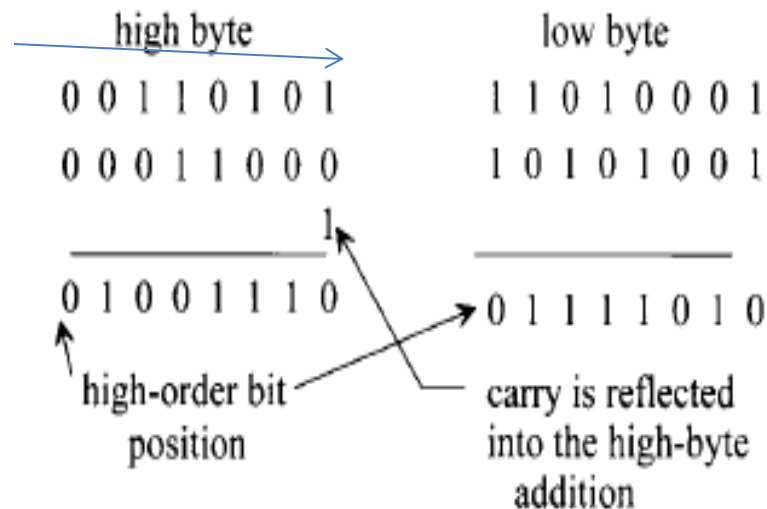 high byte low byte
0 0 1 1 0 1 0 1 1 1 0 1 0 0 0 1
0 0 0 1 1 0 0 0 1 0 1 0 1 0 0 1
1
0 1 0 0 1 1 1 0 0 1 1 1 1 0 1 0
high-order bit
position
carry is reflected
into the high-byte
addition